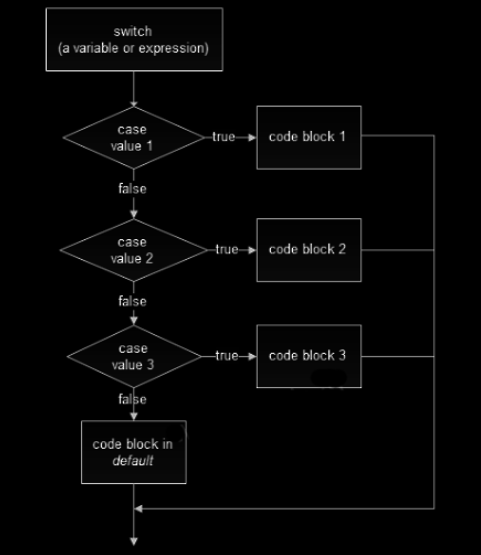 switch
(a variable or expression)
case
value 1
true
code block 1
false
case
value 2
true
code block 2
false
case
value 3
true
code block 3
false
code block in
default